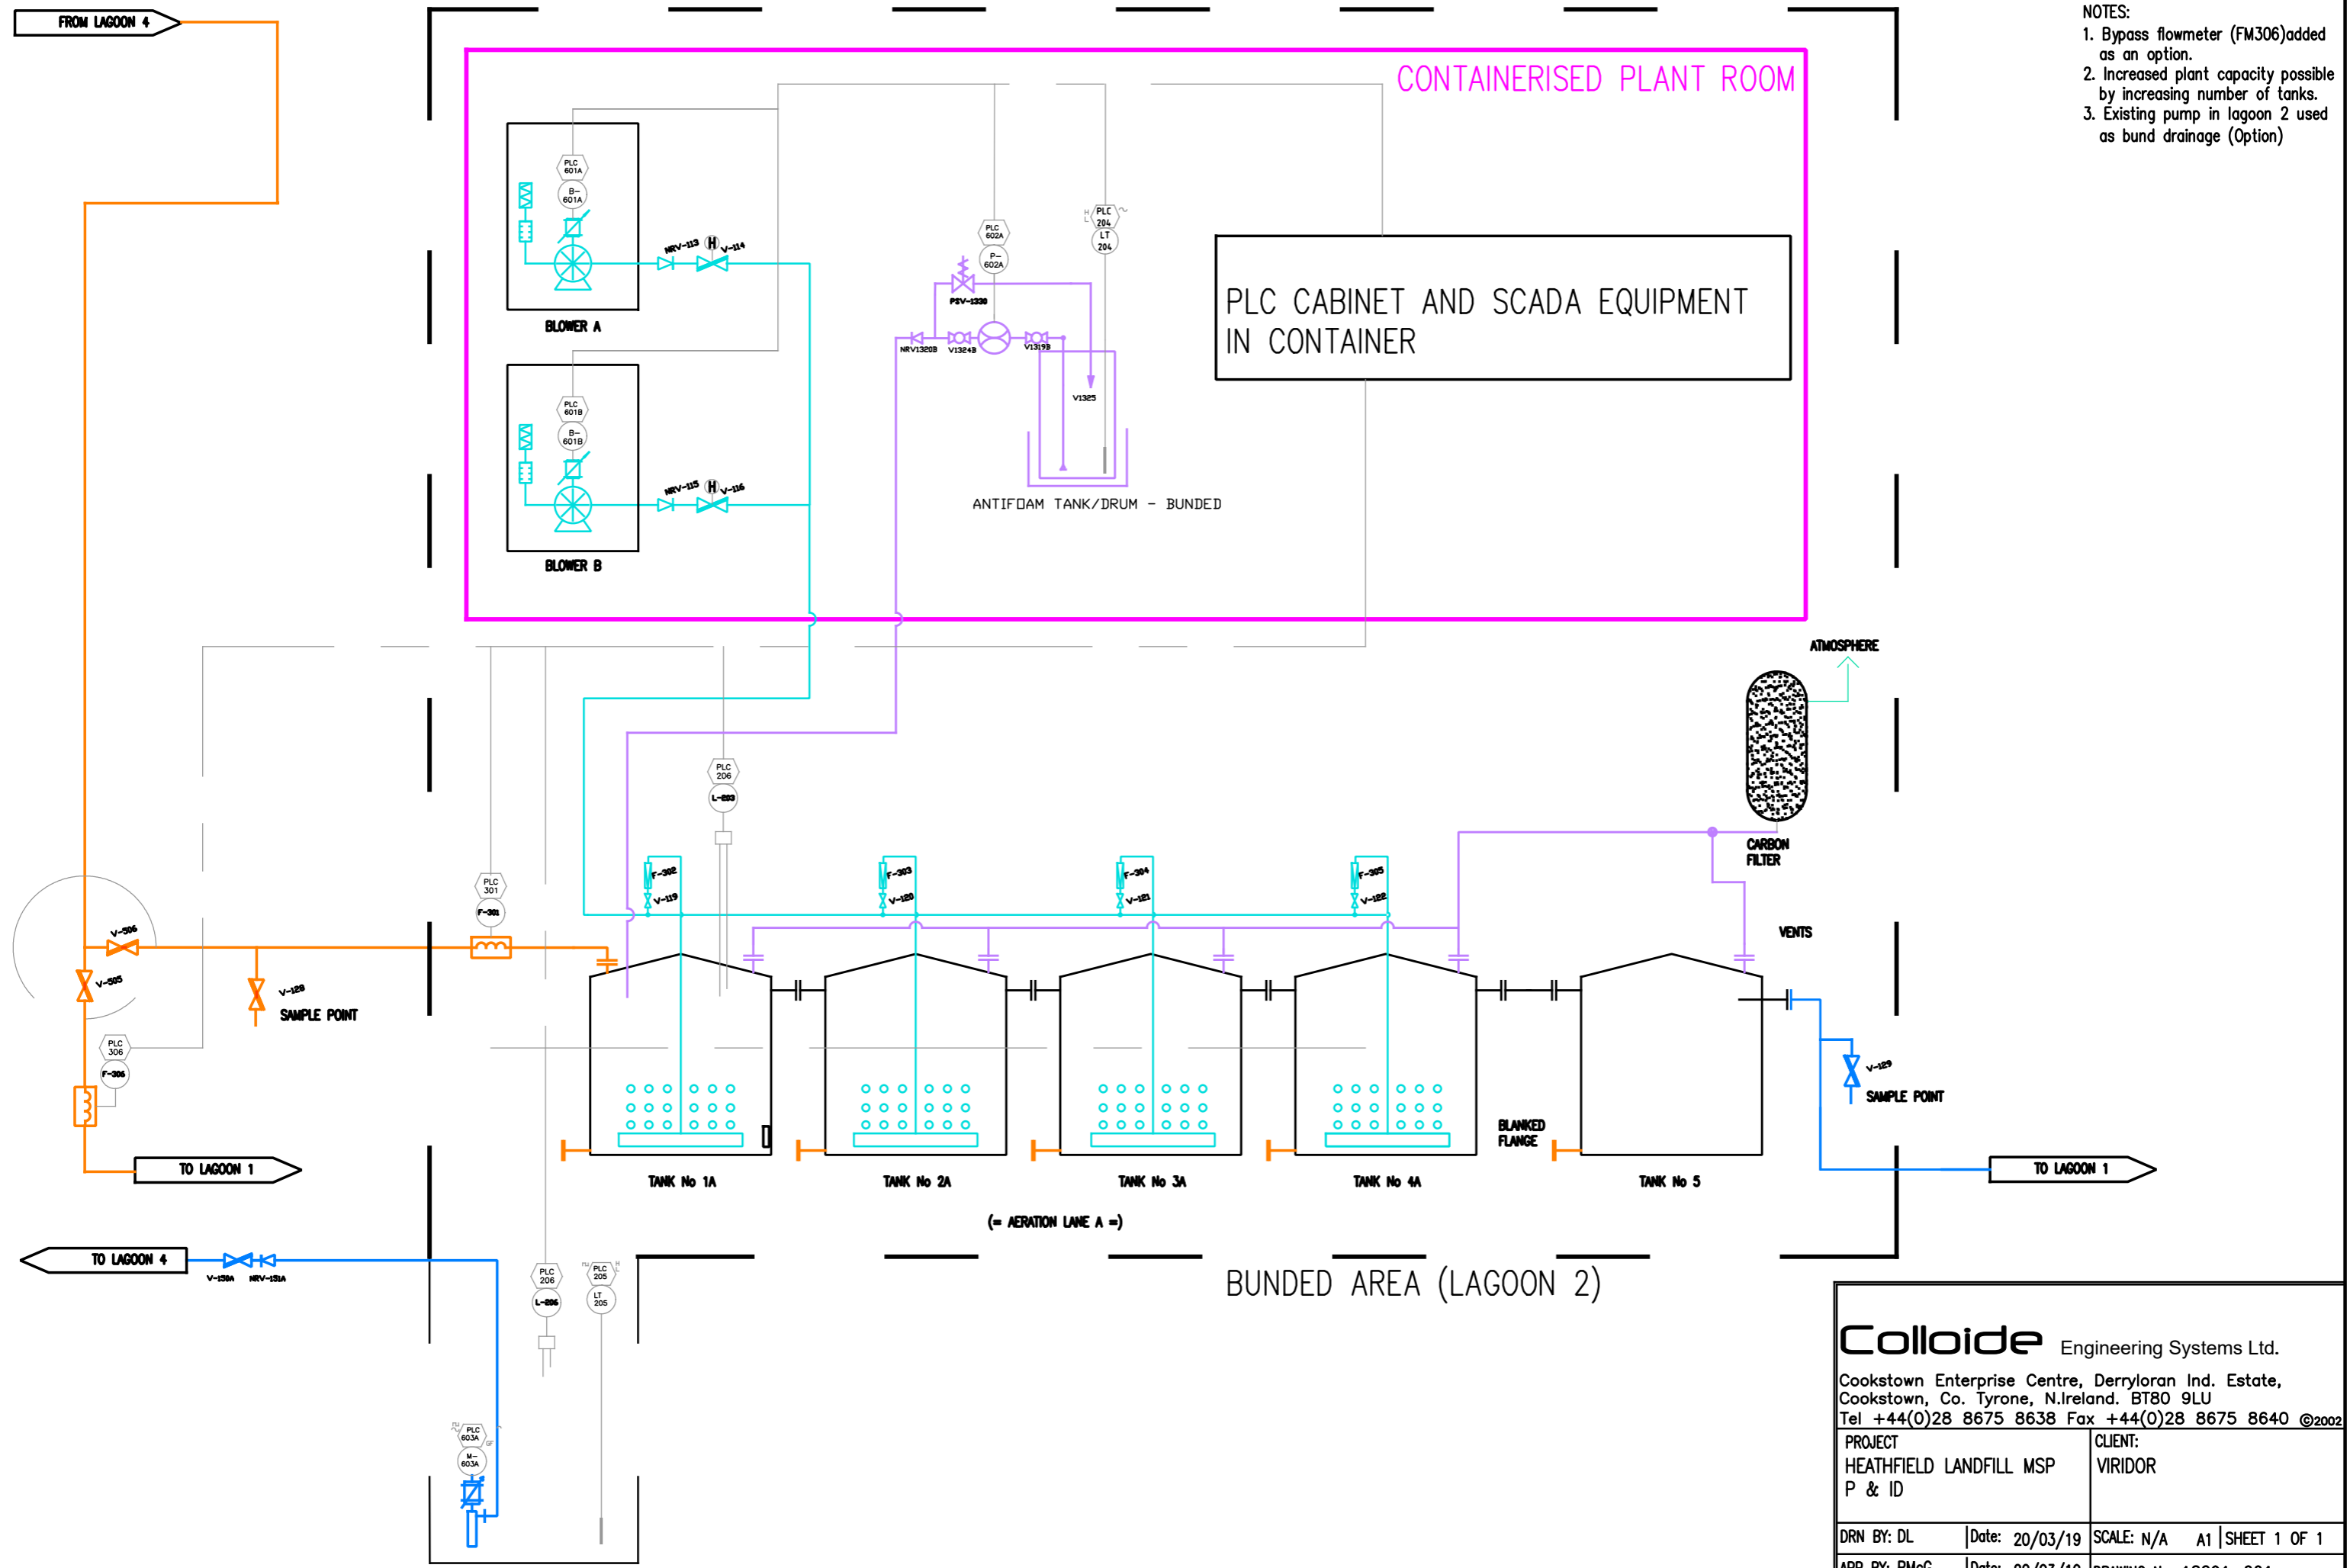 FROM LAGOON 4
NOTES:
1. Bypass flowmeter (FM306)added
as an option.
2. Increased plant capacity possible
by increasing number of tanks.
3. Existing pump in lagoon 2 used
as bund drainage (Option)
CONTAINERISED PLANT ROOM
PLC
601A
B-
601A
NRV-113
H
V-114
BLOWER A
PLC
601B
B-
601B
NRV-115
H
V-116
BLOWER B
PLC
602A
P-
602A
PSV-1330
NRV1320B
V1324B
V1319B
V1325
H
L
PLC
204
LT
204
ANTIFOAM TANK/DRUM - BUNDED
PLC CABINET AND SCADA EQUIPMENT
IN CONTAINER
ATMOSPHERE
CARBON
FILTER
VENTS
PLC
206
L-203
PLC
301
F-301
F-302
V-119
F-303
V-120
F-304
V-121
F-305
V-122
V-506
V-505
V-128
SAMPLE POINT
PLC
306
F-306
TO LAGOON 1
V-129
SAMPLE POINT
BLANKED
FLANGE
TO LAGOON 1
TANK No 1A
TANK No 2A
TANK No 3A
TANK No 4A
TANK No 5
(= AERATION LANE A =)
TO LAGOON 4
V-150A
NRV-151A
PLC
206
L-206
PLC
205
H
L
LT
205
BUNDED AREA (LAGOON 2)
PLC
603A
GF
M-
603A
Colloide Engineering Systems Ltd.
Cookstown Enterprise Centre, Derryloran Ind. Estate,
Cookstown, Co. Tyrone, N.Ireland. BT80 9LU
Tel +44(0)28 8675 8638 Fax +44(0)28 8675 8640 ©2002
PROJECT
HEATHFIELD LANDFILL MSP
P & ID
CLIENT:
VIRIDOR
DRN BY: DL Date: 20/03/19 SCALE: N/A A1 SHEET 1 OF 1